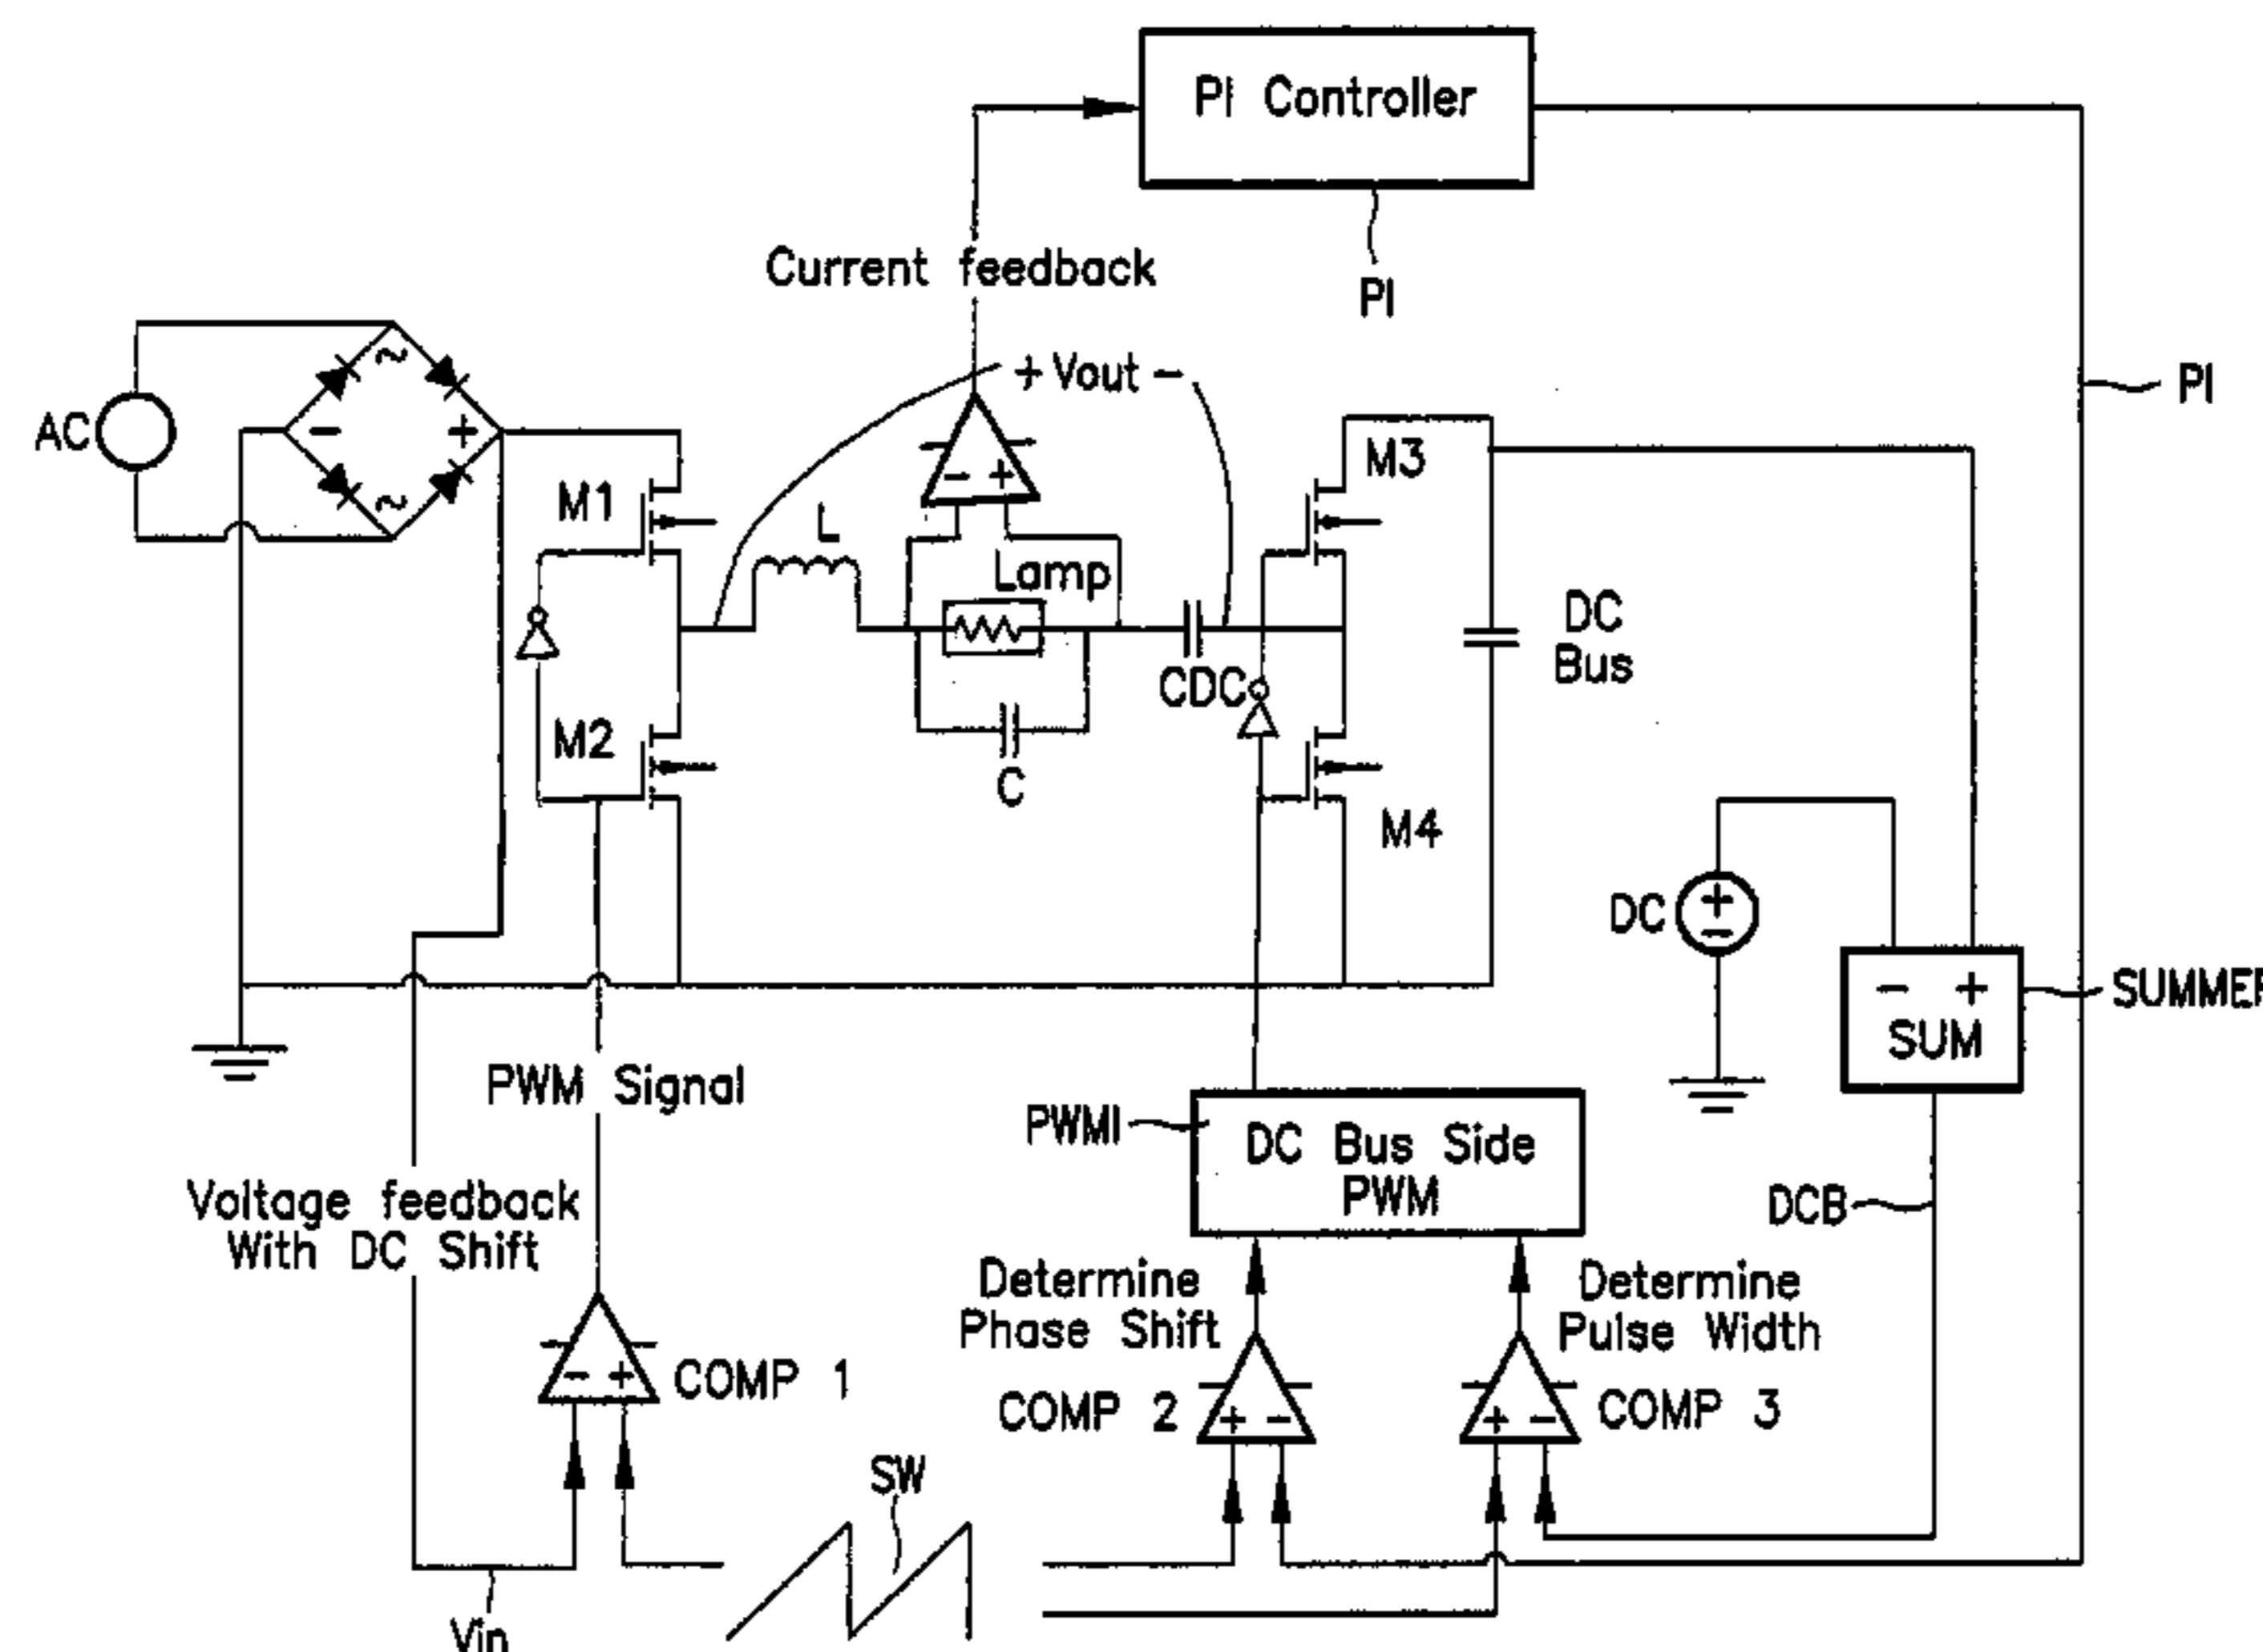 PI Controller
PI
Current feedback
+ Vout -
PI
AC
~
- +
~
M1
L
- +
Lamp
M3
DC
Bus
CDC
M2
C
M4
DC
+
-
- +
SUM
SUMMER
PWM Signal
PWMI
DC Bus Side
PWM
DCB
Voltage feedback
With DC Shift
Determine
Phase Shift
Determine
Pulse Width
- +
COMP 1
COMP 2
+ -
+ -
COMP 3
SW
Vin